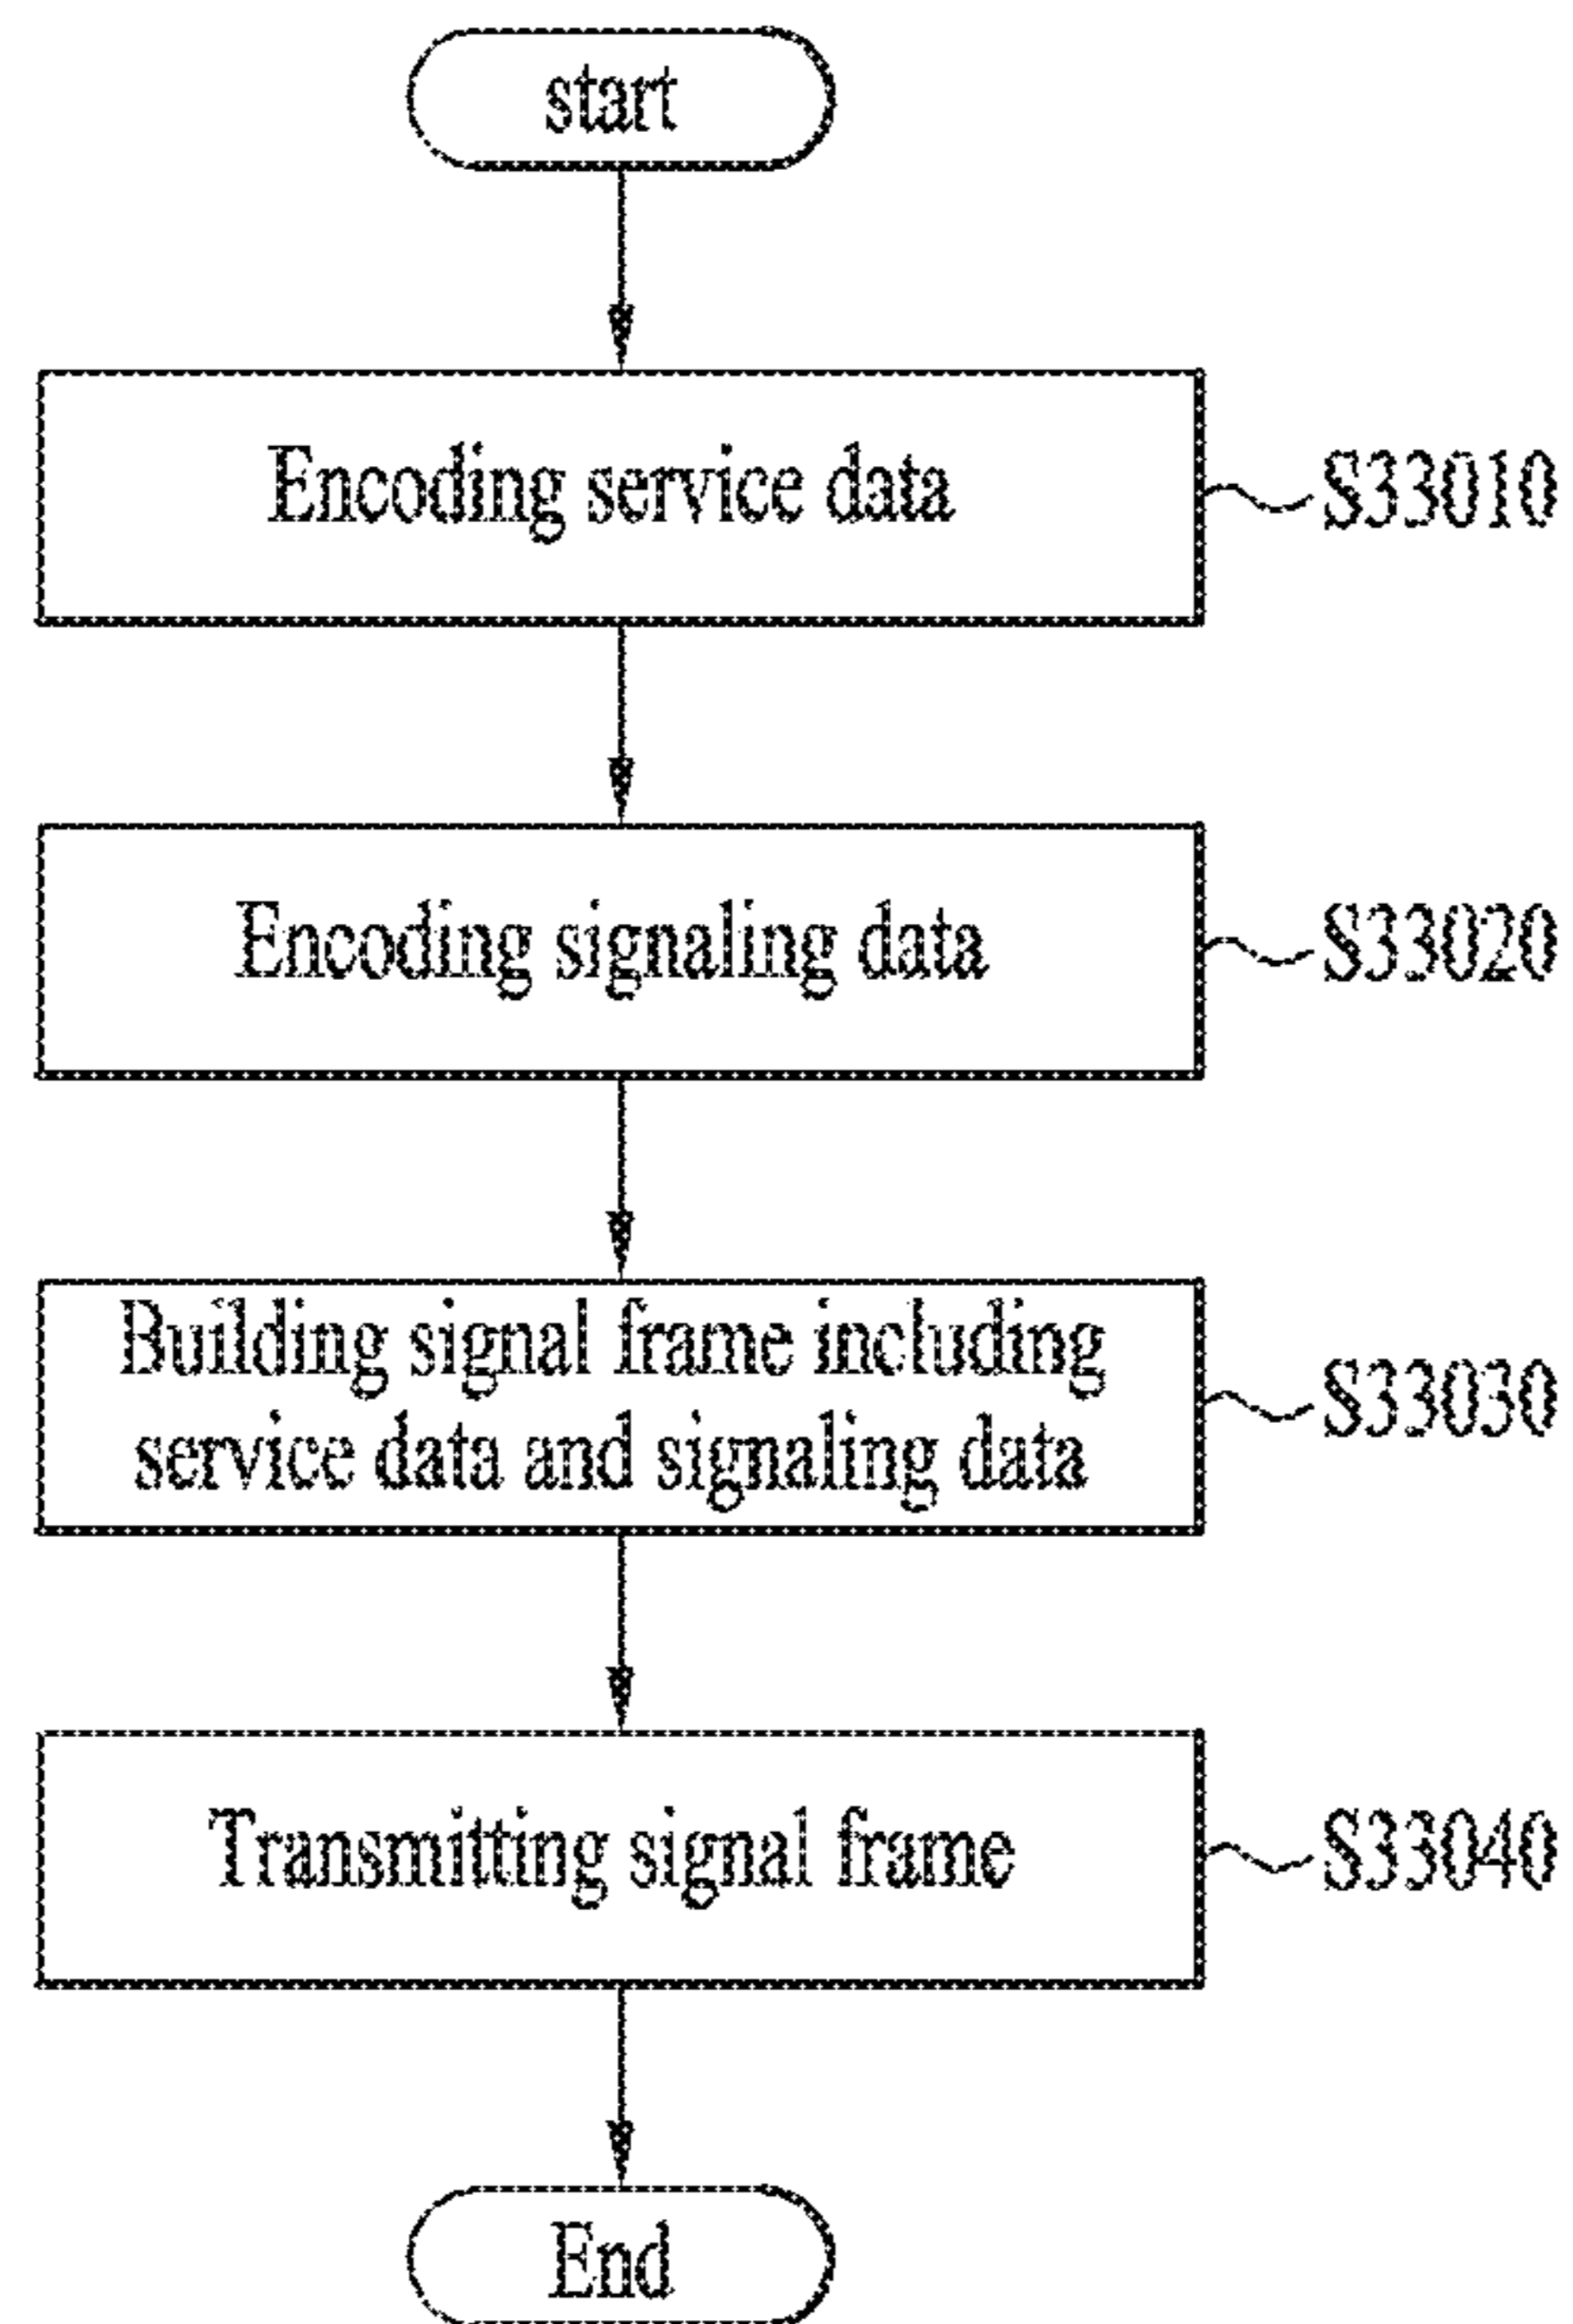 start
Encoding service data
S33010
Encoding signaling data
S33020
Building signal frame including
service data and signaling data
S33030
Transmitting signal frame
S33040
End